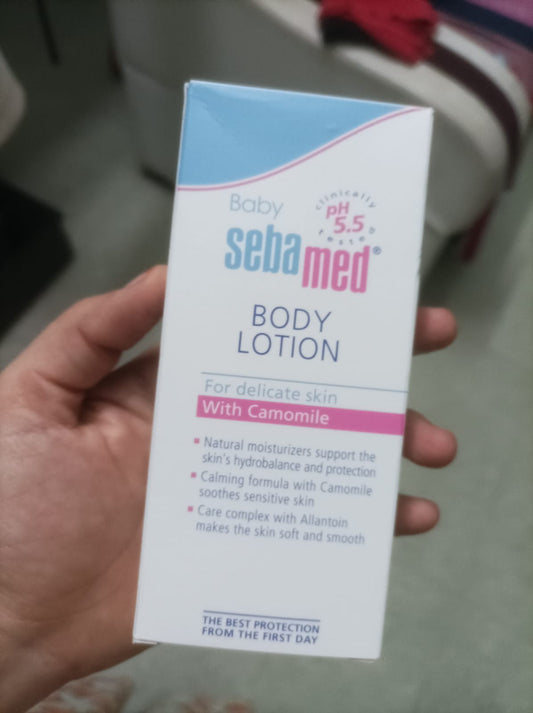 Baby
clinically
pH
5.5
tested
sebamed®
BODY
LOTION
For delicate skin
With Camomile
▪ Natural moisturizers support the
skin's hydrobalance and protection
▪ Calming formula with Camomile
soothes sensitive skin
▪ Care complex with Allantoin
makes the skin soft and smooth
THE BEST PROTECTION
FROM THE FIRST DAY